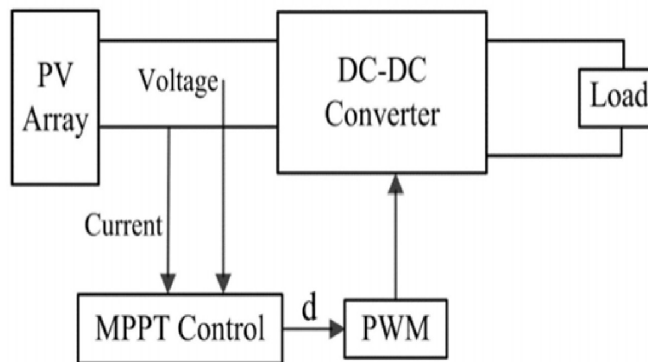 PV
Array
Voltage
DC-DC
Converter
Load
Current
MPPT Control
d
PWM